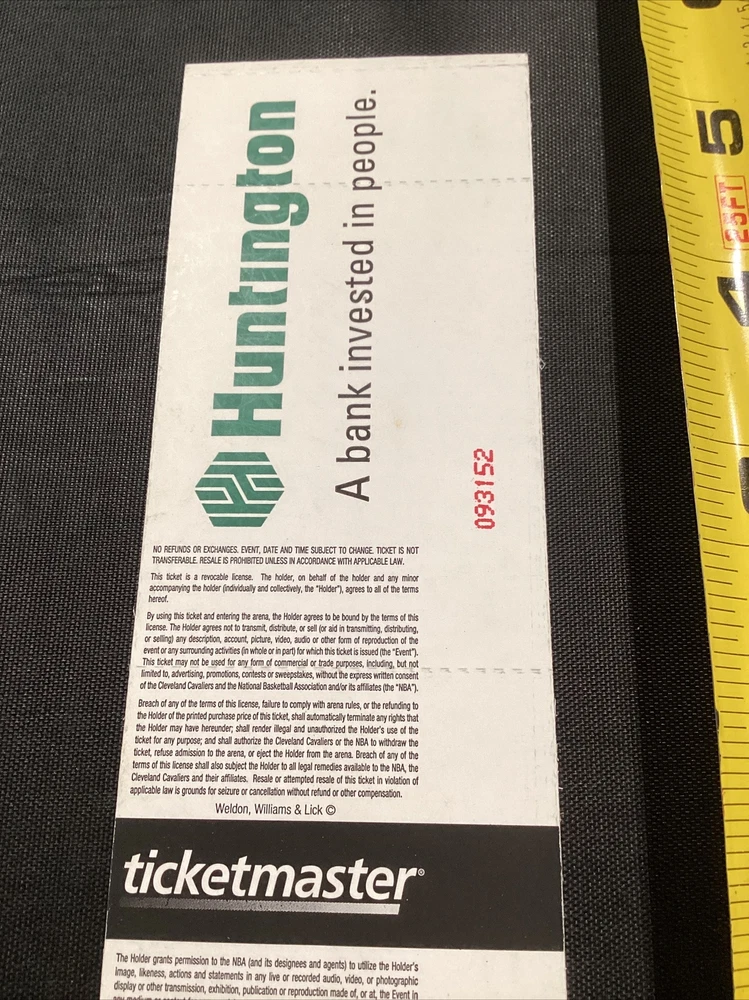 Huntington
A bank invested in people.
093152
NO REFUNDS OR EXCHANGES. EVENT, DATE AND TIME SUBJECT TO CHANGE. TICKET IS NOT
TRANSFERABLE. RESALE IS PROHIBITED UNLESS IN ACCORDANCE WITH APPLICABLE LAW.
This ticket is a revocable license. The holder, on behalf of the holder and any minor
accompanying the holder (individually and collectively, the "Holder"), agrees to all of the terms
hereof.
By using this ticket and entering the arena, the Holder agrees to be bound by the terms of this
license. The Holder agrees not to transmit, distribute, or sell (or aid in transmitting, distributing,
or selling) any description, account, picture, video, audio or other form of reproduction of the
event or any surrounding activities (in whole or in part) for which this ticket is issued (the "Event").
This ticket may not be used for any form of commercial or trade purposes, including, but not
limited to, advertising, promotions, contests or sweepstakes, without the express written consent
of the Cleveland Cavaliers and the National Basketball Association and/or its affiliates (the "NBA").
Breach of any of the terms of this license, failure to comply with arena rules, or the refunding to
the Holder of the printed purchase price of this ticket, shall automatically terminate any rights that
the Holder may have hereunder; shall render illegal and unauthorized the Holder's use of the
ticket for any purpose; and shall authorize the Cleveland Cavaliers or the NBA to withdraw the
ticket, refuse admission to the arena, or eject the Holder from the arena. Breach of any of the
terms of this license shall also subject the Holder to all legal remedies available to the NBA, the
Cleveland Cavaliers and their affiliates. Resale or attempted resale of this ticket in violation of
applicable law is grounds for seizure or cancellation without refund or other compensation.
Weldon, Williams & Lick ©
ticketmaster®
The Holder grants permission to the NBA (and its designees and agents) to utilize the Holder's
image, likeness, actions and statements in any live or recorded audio, video, or photographic
display or other transmission, exhibition, publication or reproduction made of, or at, the Event in
5
25FT
4